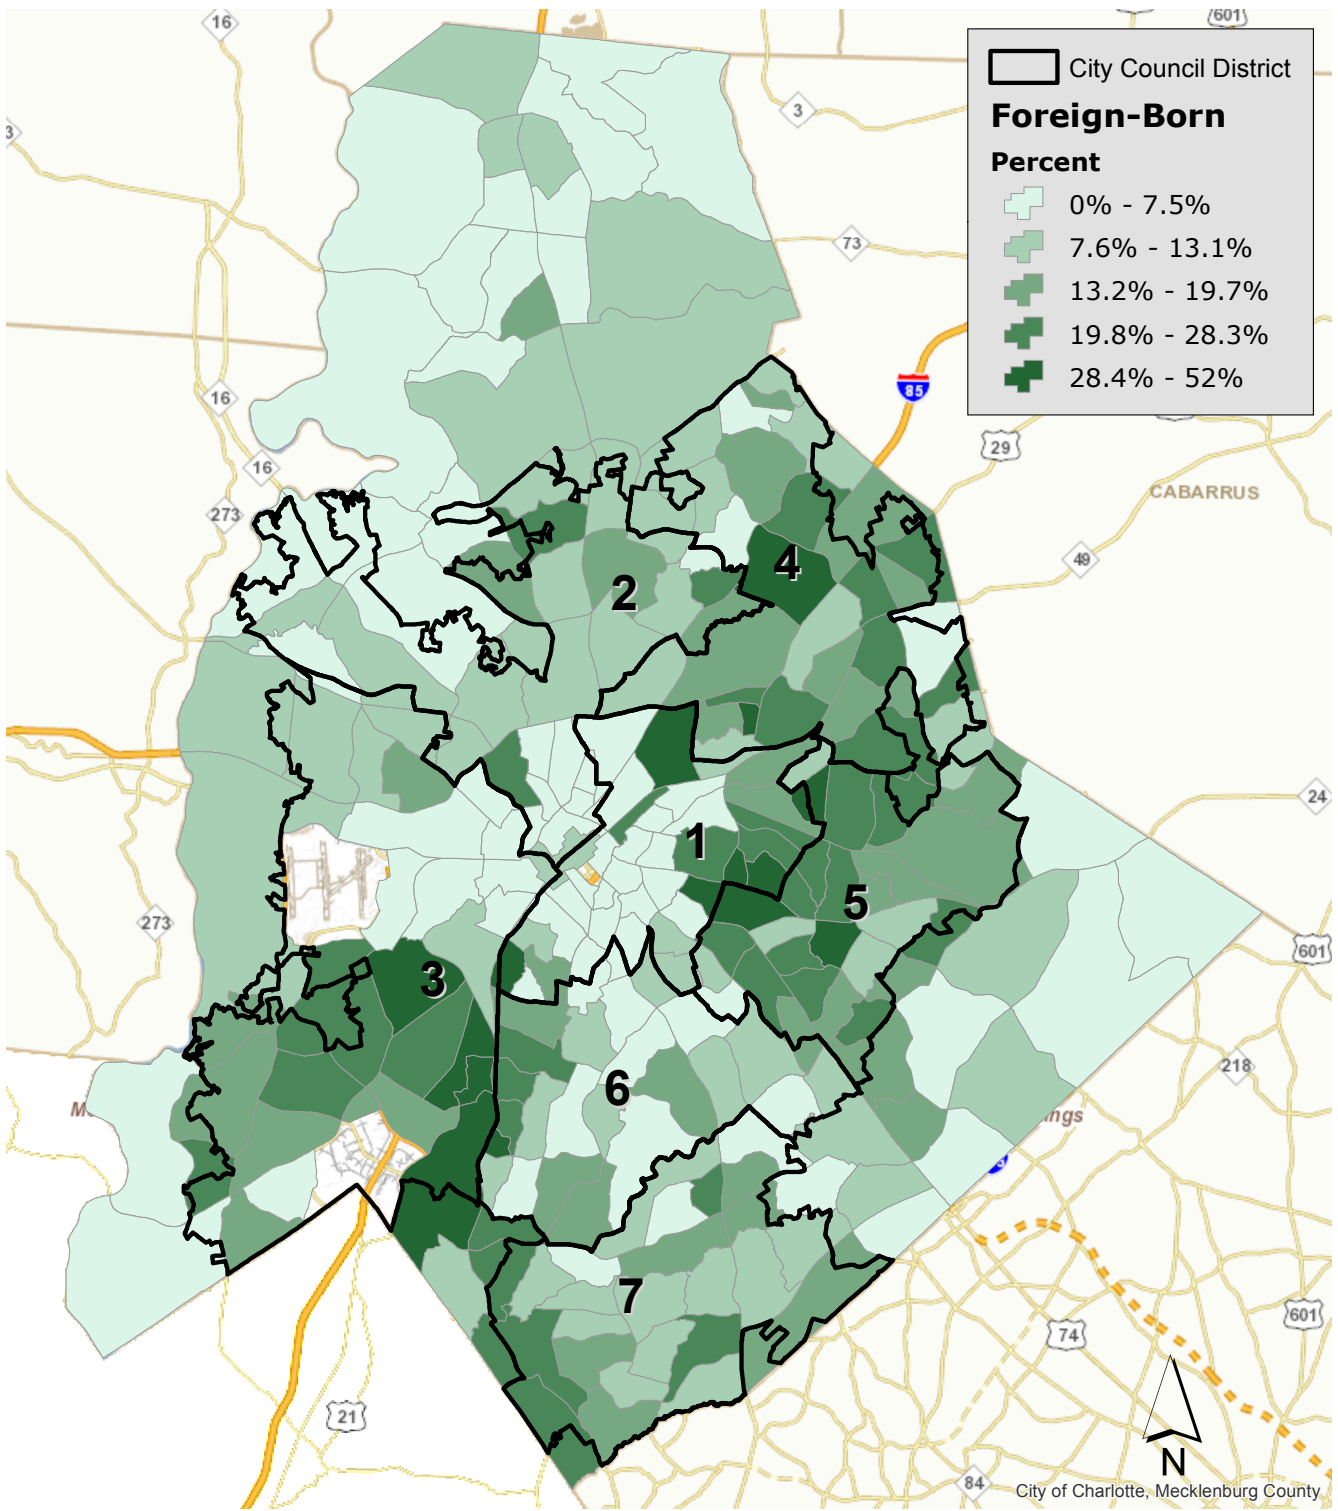 16
601
3
3
73
16
85
29
16
273
CABARRUS
49
24
273
601
218
ings
74
601
21
84
City Council District
Foreign-Born
Percent
0% - 7.5%
7.6% - 13.1%
13.2% - 19.7%
19.8% - 28.3%
28.4% - 52%
4
2
1
5
3
6
7
N
City of Charlotte, Mecklenburg County